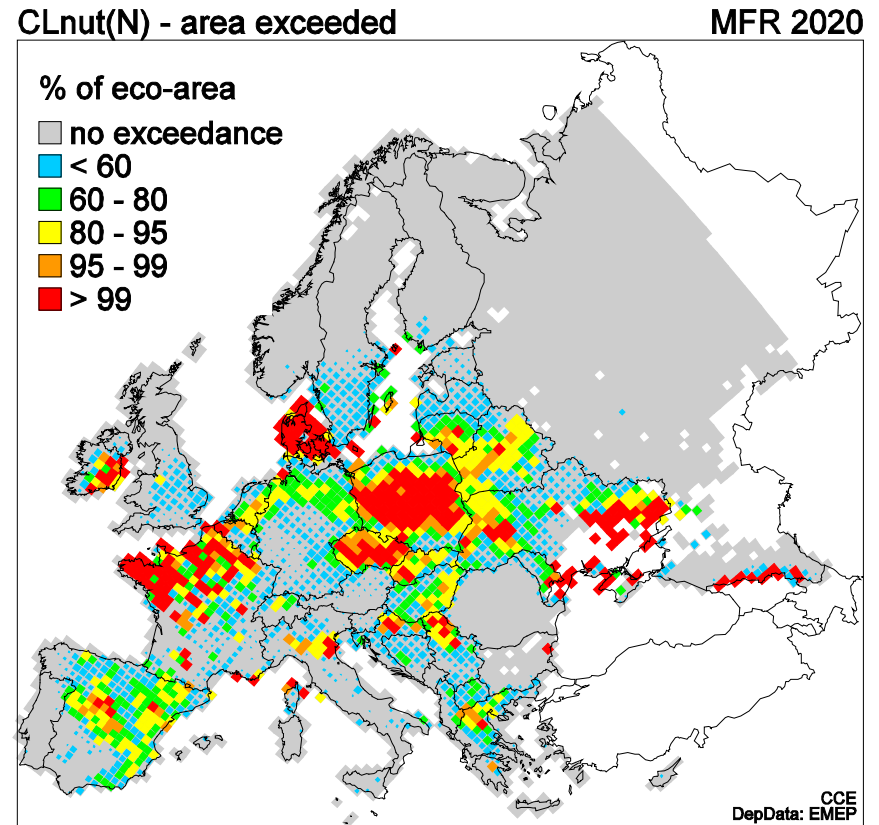 CLnut(N) - area exceeded MFR 2020
% of eco-area
no exceedance
< 60
60 - 80
80 - 95
95 - 99
> 99
CCE
DepData: EMEP